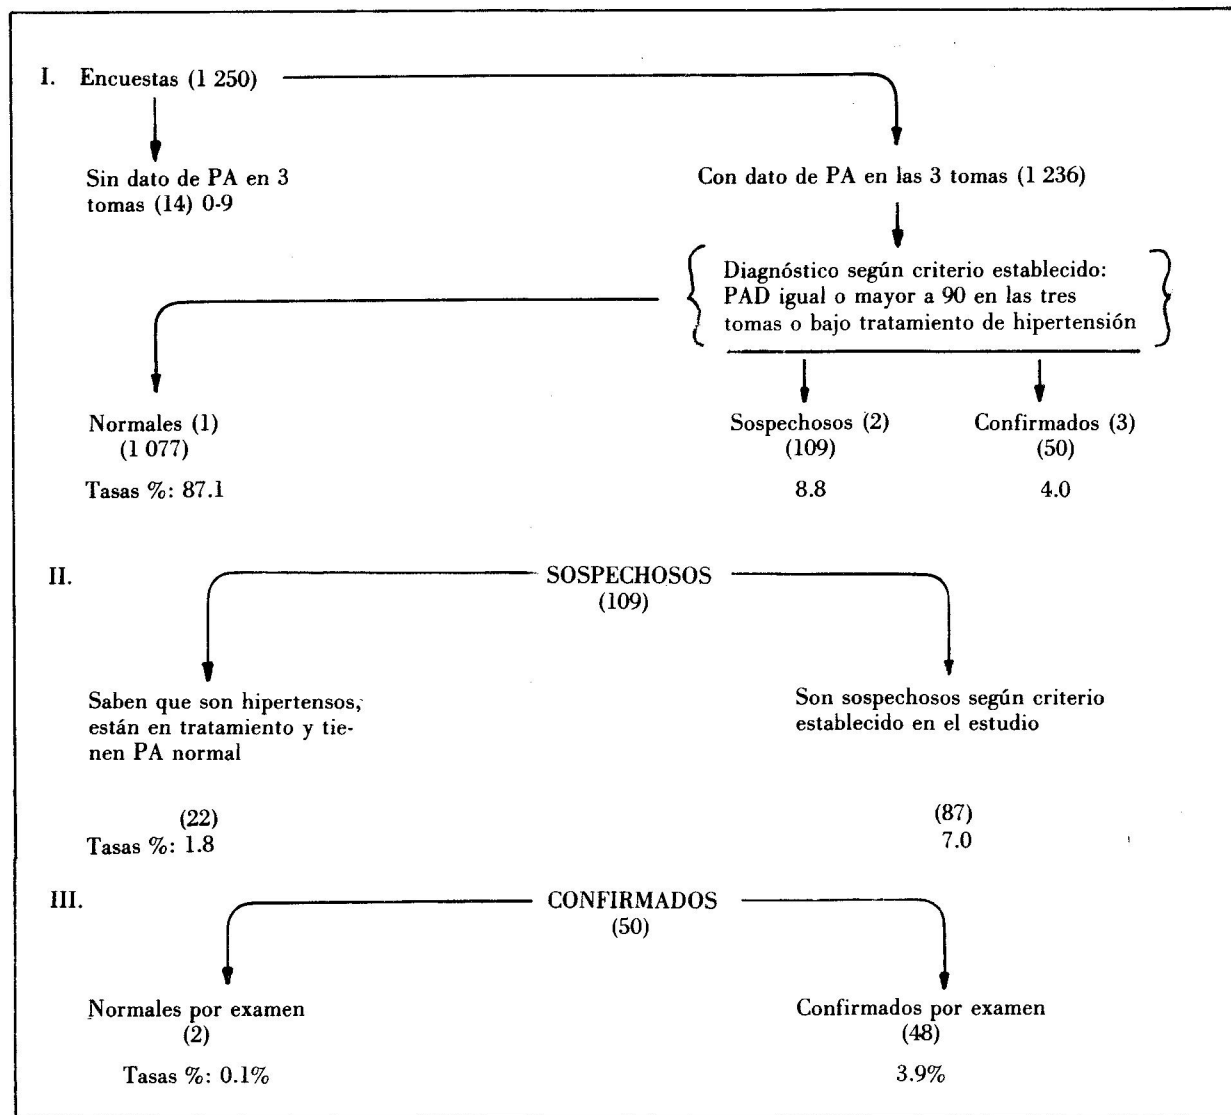 I. Encuestas (1 250)
Sin dato de PA en 3
tomas (14) 0-9
Con dato de PA en las 3 tomas (1 236)
Diagnóstico según criterio establecido:
PAD igual o mayor a 90 en las tres
tomas o bajo tratamiento de hipertensión
Normales (1)
(1 077)
Sospechosos (2)
(109)
Confirmados (3)
(50)
Tasas %: 87.1
8.8
4.0
II.
SOSPECHOSOS
(109)
Saben que son hipertensos,
están en tratamiento y tie-
nen PA normal
Son sospechosos según criterio
establecido en el estudio
(22)
(87)
Tasas %: 1.8
7.0
III.
CONFIRMADOS
(50)
Normales por examen
(2)
Confirmados por examen
(48)
Tasas %: 0.1%
3.9%